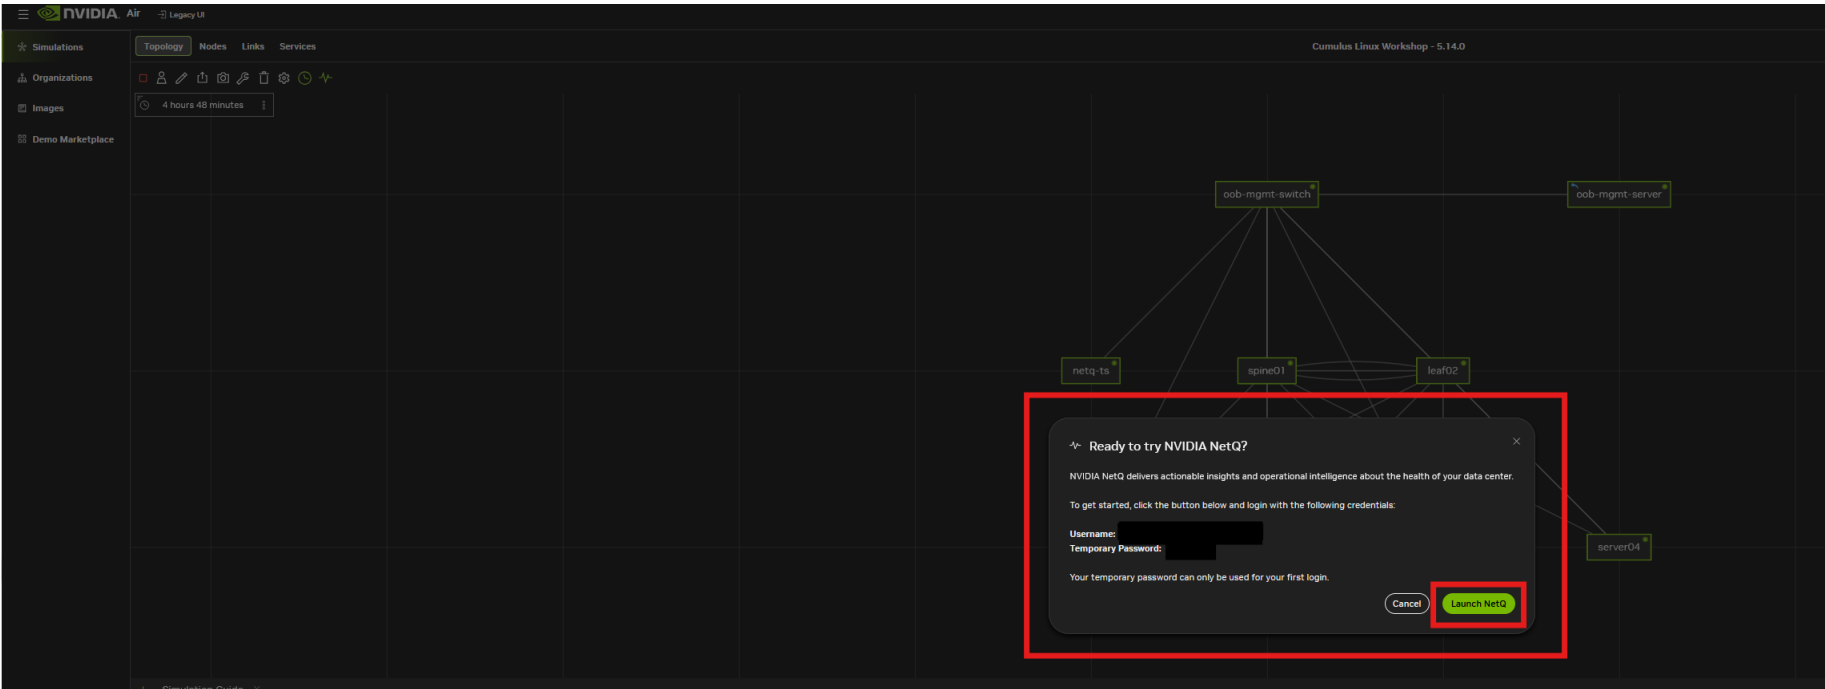 NVIDIA. Air Legacy UI
Simulations
Organizations
Images
Demo Marketplace
Topology Nodes Links Services
Cumulus Linux Workshop - 5.14.0
4 hours 48 minutes
oob-mgmt-switch
oob-mgmt-server
netq-ts
spine01
leaf02
Ready to try NVIDIA NetQ?
NVIDIA NetQ delivers actionable insights and operational intelligence about the health of your data center.
To get started, click the button below and login with the following credentials:
Username:
Temporary Password:
Your temporary password can only be used for your first login.
Cancel Launch NetQ
server04
Simulation Guide